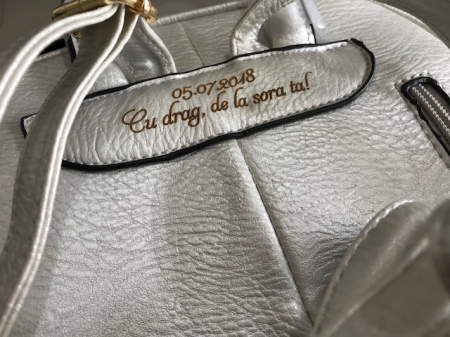 05.07.2018
Cu drag, de la sora ta!